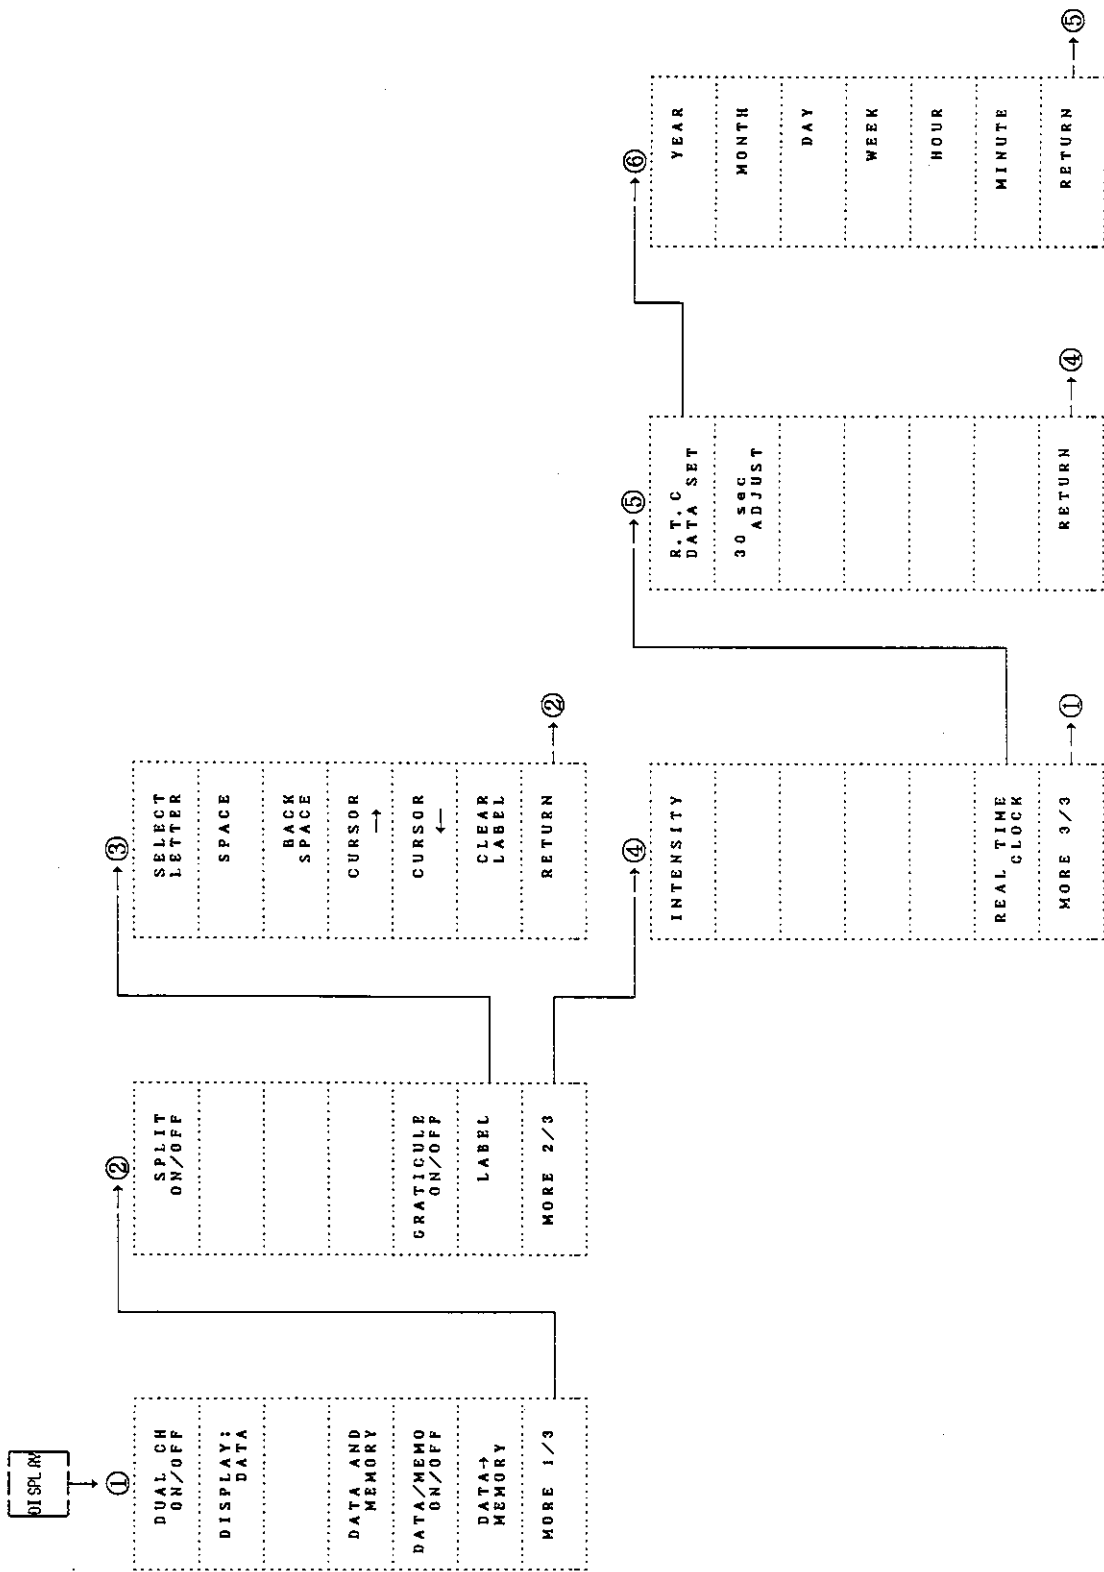 DISPLAY
①
DUAL CH
ON/OFF
DISPLAY:
DATA
DATA AND
MEMORY
DATA/MEMO
ON/OFF
DATA→
MEMORY
MORE 1/3
②
SPLIT
ON/OFF
GRATICULE
ON/OFF
LABEL
MORE 2/3
③
SELECT
LETTER
SPACE
BACK
SPACE
CURSOR
→
CURSOR
←
CLEAR
LABEL
RETURN
②
④
INTENSITY
REAL TIME
CLOCK
MORE 3/3
①
⑤
R.T.C
DATA SET
30 sec
ADJUST
RETURN
④
⑥
YEAR
MONTH
DAY
WEEK
HOUR
MINUTE
RETURN
⑤